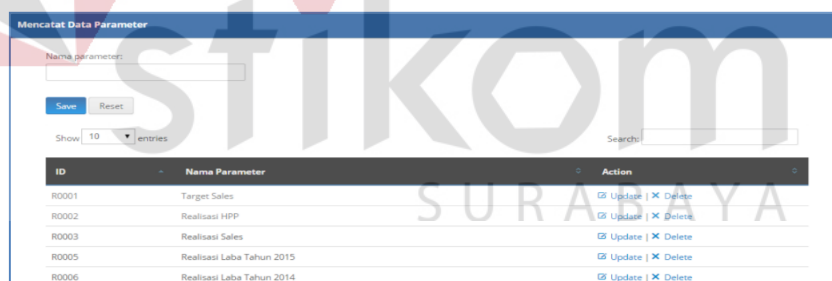 Mencatat Data Parameter
Nama parameter:
Save Reset
Show 10 entries Search:
ID Nama Parameter Action
R0001 Target Sales Update | Delete
R0002 Realisasi HPP Update | Delete
R0003 Realisasi Sales Update | Delete
R0005 Realisasi Laba Tahun 2015 Update | Delete
R0006 Realisasi Laba Tahun 2014 Update | Delete
stikom
SURABAYA